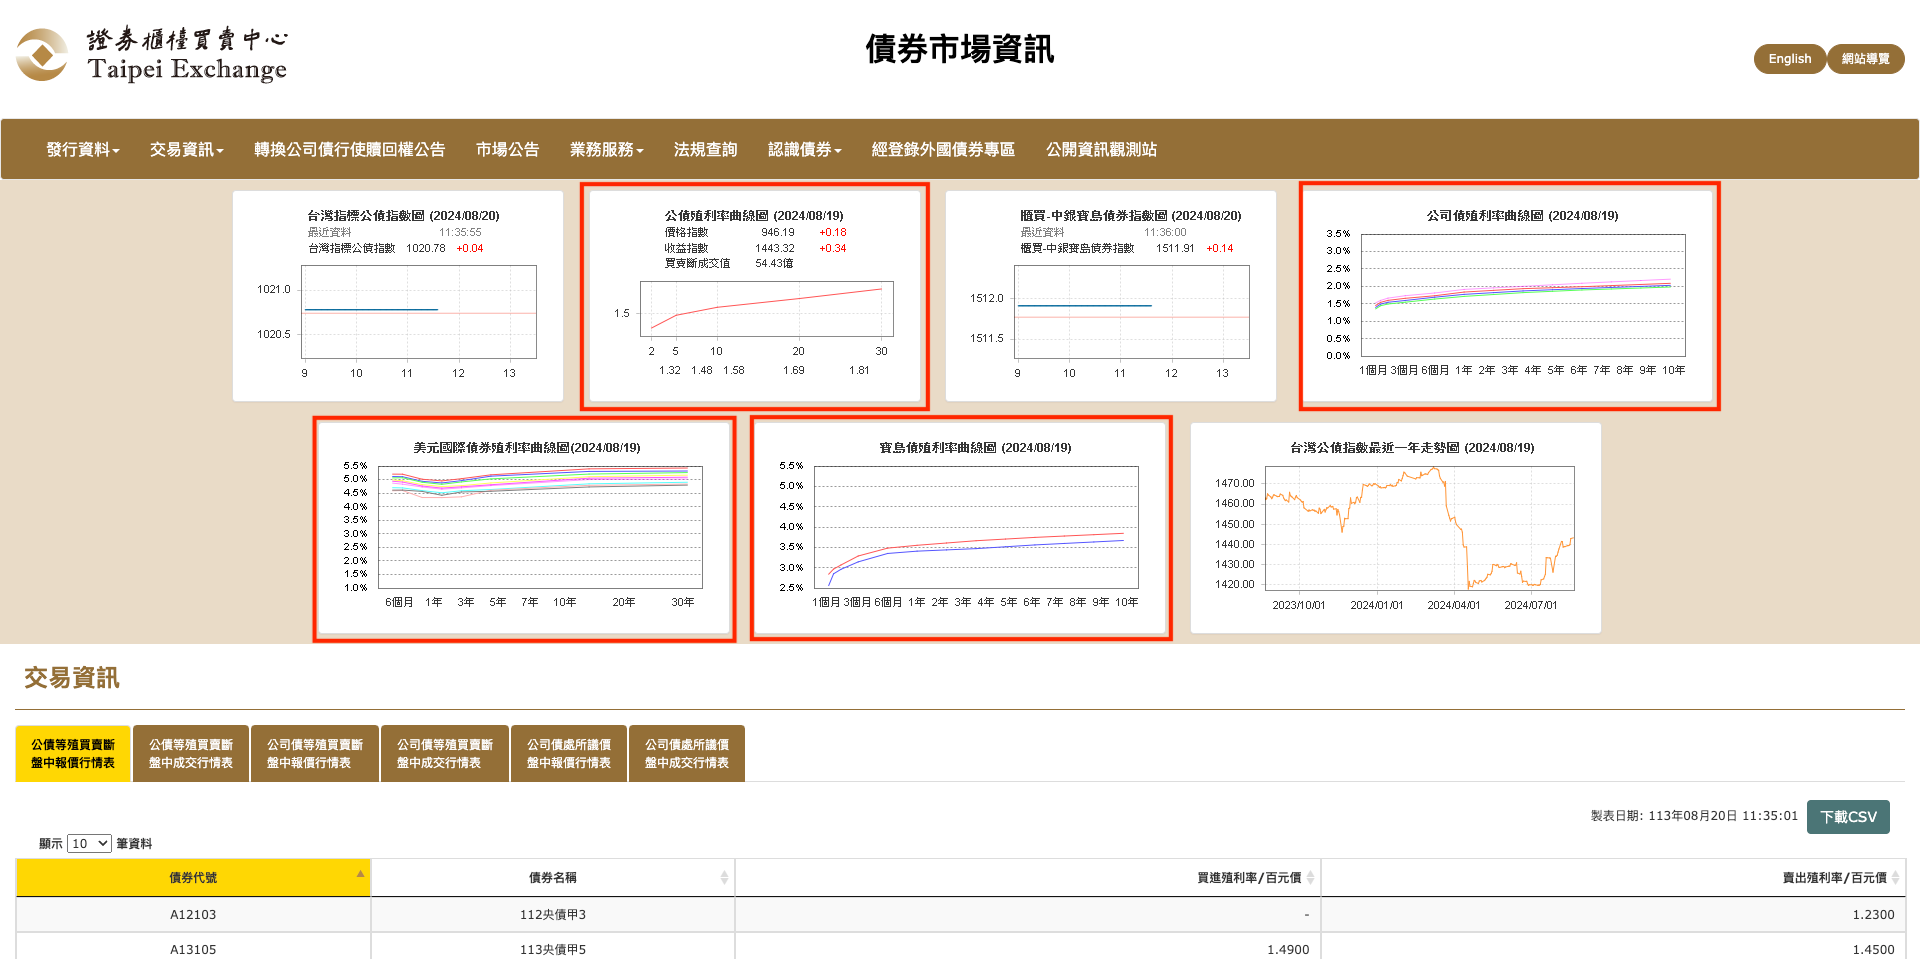 證券櫃檯買賣中心
Taipei Exchange
債券市場資訊
English
網站導覽
發行資料
交易資訊
轉換公司債行使贖回權公告
市場公告
業務服務
法規查詢
認識債券
經登錄外國債券專區
公開資訊觀測站
台灣指標公債指數圖 (2024/08/20)
最近資料 11:35:55
台灣指標公債指數 1020.78 +0.04
1021.0
1020.5
9 10 11 12 13
公債殖利率曲線圖 (2024/08/19)
價格指數 946.19 +0.18
收益指數 1443.32 +0.34
買賣斷成交值 54.43億
1.5
2 5 10 20 30
1.32 1.48 1.58 1.69 1.81
櫃買-中銀寶島債券指數圖 (2024/08/20)
最近資料 11:36:00
櫃買-中銀寶島債券指數 1511.91 +0.14
1512.0
1511.5
9 10 11 12 13
公司債殖利率曲線圖 (2024/08/19)
3.5%
3.0%
2.5%
2.0%
1.5%
1.0%
0.5%
0.0%
1個月 3個月 6個月 1年 2年 3年 4年 5年 6年 7年 8年 9年 10年
美元國際債券殖利率曲線圖(2024/08/19)
5.5%
5.0%
4.5%
4.0%
3.5%
3.0%
2.5%
2.0%
1.5%
1.0%
6個月 1年 3年 5年 7年 10年 20年 30年
寶島債殖利率曲線圖 (2024/08/19)
5.5%
5.0%
4.5%
4.0%
3.5%
3.0%
2.5%
1個月 3個月 6個月 1年 2年 3年 4年 5年 6年 7年 8年 9年 10年
台灣公債指數最近一年走勢圖 (2024/08/19)
1470.00
1460.00
1450.00
1440.00
1430.00
1420.00
2023/10/01 2024/01/01 2024/04/01 2024/07/01
交易資訊
公債等殖買賣斷
盤中報價行情表
公債等殖買賣斷
盤中成交行情表
公司債等殖買賣斷
盤中報價行情表
公司債等殖買賣斷
盤中成交行情表
公司債處所議價
盤中報價行情表
公司債處所議價
盤中成交行情表
製表日期: 113年08月20日 11:35:01
下載CSV
顯示 10 筆資料
債券代號 債券名稱 買進殖利率/百元價 賣出殖利率/百元價
A12103 112央債甲3 - 1.2300
A13105 113央債甲5 1.4900 1.4500